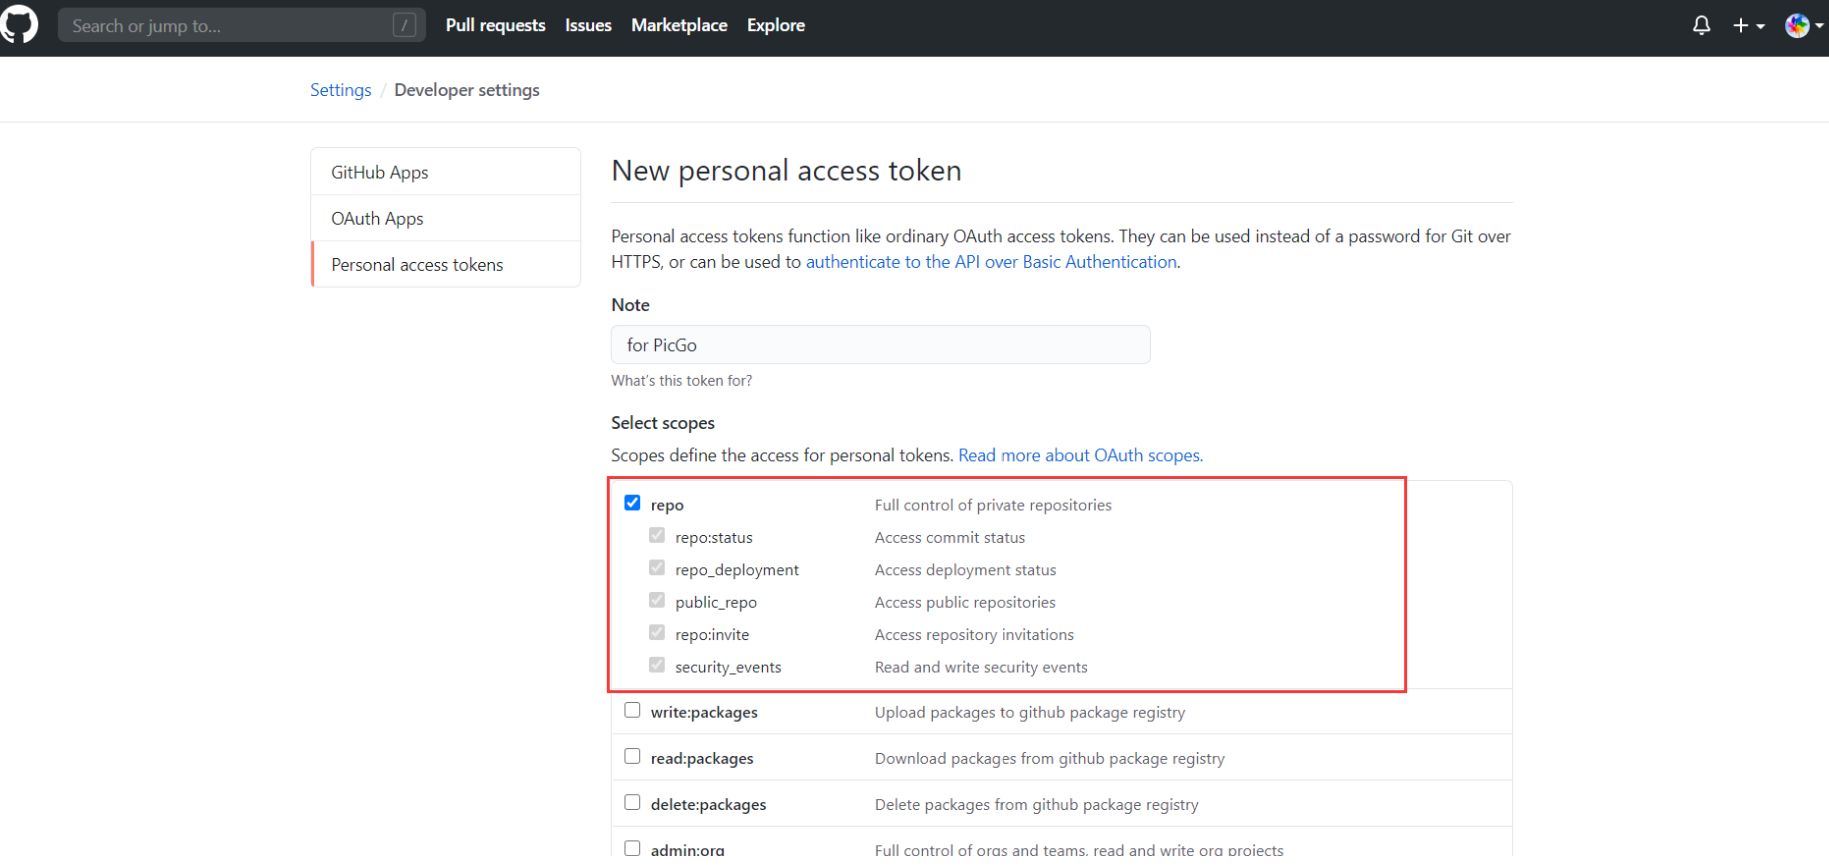 Search or jump to... /
Pull requests Issues Marketplace Explore
Settings / Developer settings
GitHub Apps
OAuth Apps
Personal access tokens
New personal access token
Personal access tokens function like ordinary OAuth access tokens. They can be used instead of a password for Git over
HTTPS, or can be used to authenticate to the API over Basic Authentication.
Note
for PicGo
What's this token for?
Select scopes
Scopes define the access for personal tokens. Read more about OAuth scopes.
repo Full control of private repositories
repo:status Access commit status
repo_deployment Access deployment status
public_repo Access public repositories
repo:invite Access repository invitations
security_events Read and write security events
write:packages Upload packages to github package registry
read:packages Download packages from github package registry
delete:packages Delete packages from github package registry
admin:org Full control of orgs and teams, read and write org projects